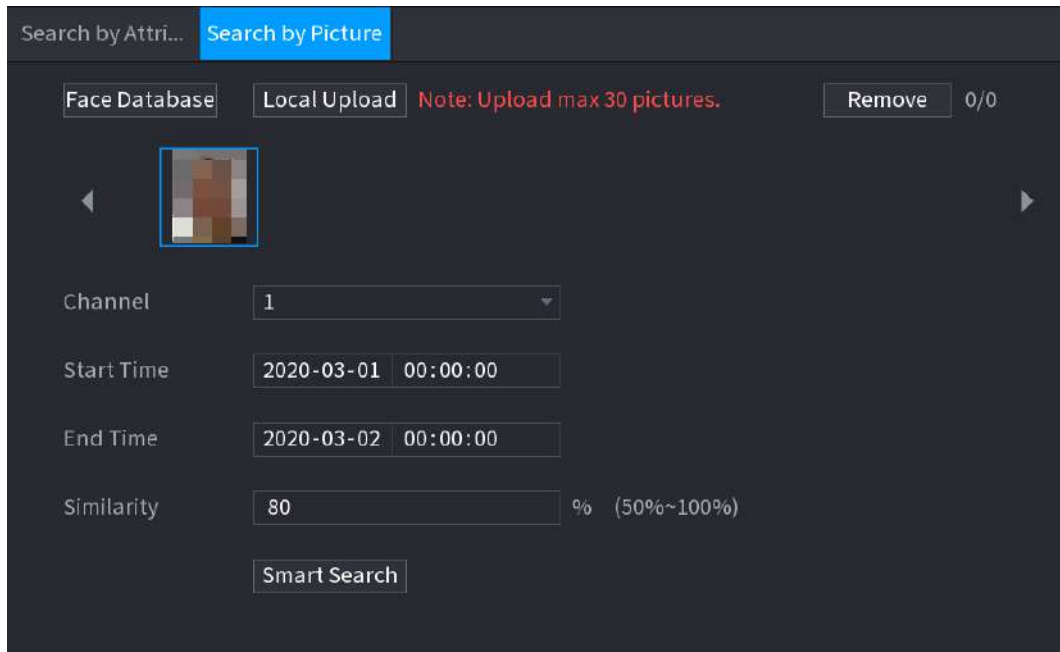 Search by Attri... Search by Picture
Face Database Local Upload Note: Upload max 30 pictures. Remove 0/0
Channel 1
Start Time 2020-03-01 00:00:00
End Time 2020-03-02 00:00:00
Similarity 80 % (50%~100%)
Smart Search